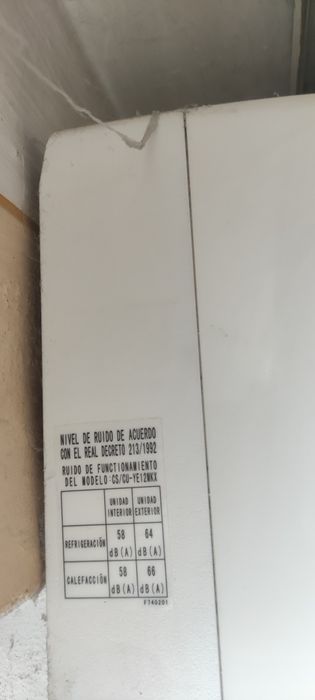 NIVEL DE RUIDO DE ACUERDO
CON EL REAL DECRETO 213/1992
RUIDO DE FUNCTIONAMIENTO
DEL MODELO:CS/CU-YE12MKX
UNIDAD INTERIOR UNIDAD EXTERIOR
REFRIGERACIÓN 58 dB(A) 64 dB(A)
CALEFACCIÓN 58 dB(A) 66 dB(A)
F740201